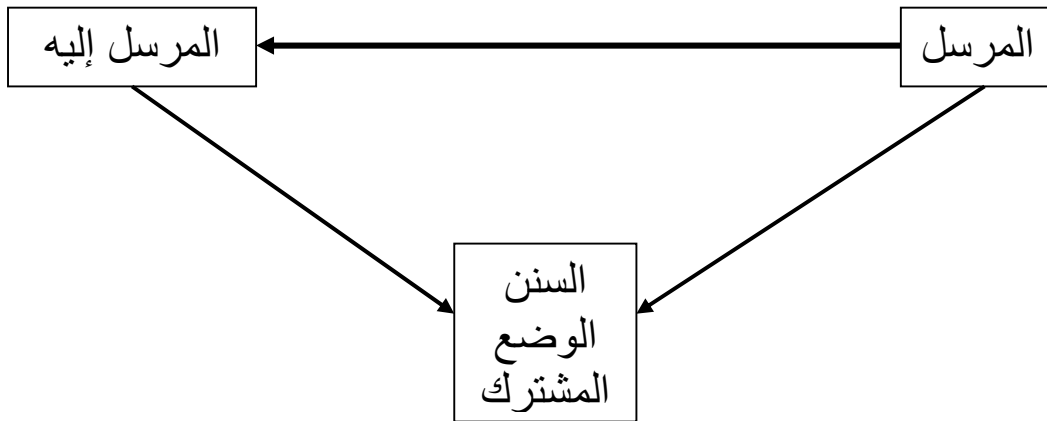 المرسل
المرسل إليه
السنن
الوضع
المشترك